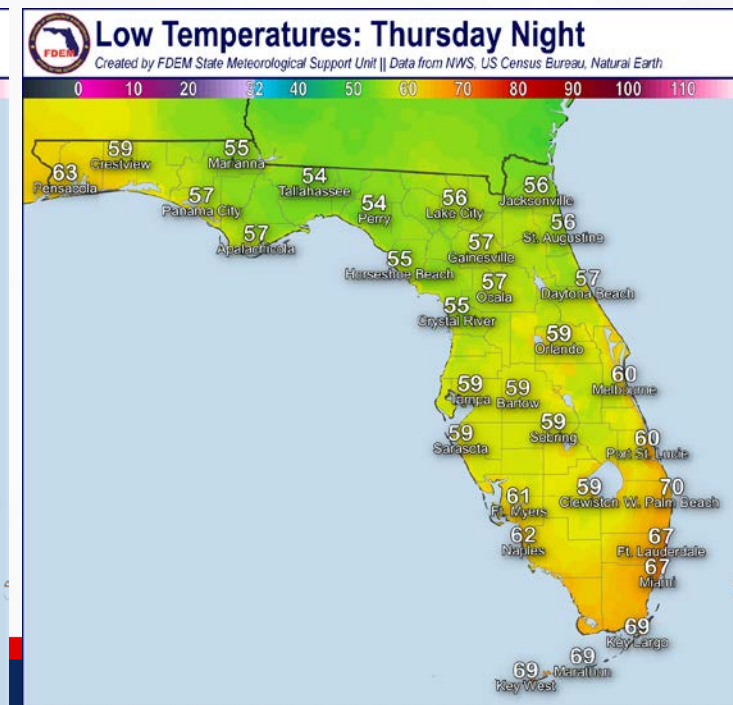 Low Temperatures: Thursday Night
Created by FDEM State Meteorological Support Unit || Data from NWS, US Census Bureau, Natural Earth
FDEM
0 10 20 32 40 50 60 70 80 90 100 110
59
Crestview
55
Marianna
63
Pensacola
54
Tallahassee
57
Panama City
54
Perry
56
Lake City
56
Jacksonville
56
St. Augustine
57
Apalachicola
57
Gainesville
55
Horseshoe Beach
57
Ocala
57
Daytona Beach
55
Crystal River
59
Orlando
60
Melbourne
59
Tampa
59
Bartow
59
Sebring
59
Sarasota
60
Port St. Lucie
61
Ft. Myers
59
Clewiston
70
W. Palm Beach
62
Naples
67
Ft. Lauderdale
67
Miami
69
Key Largo
69
Marathon
69
Key West